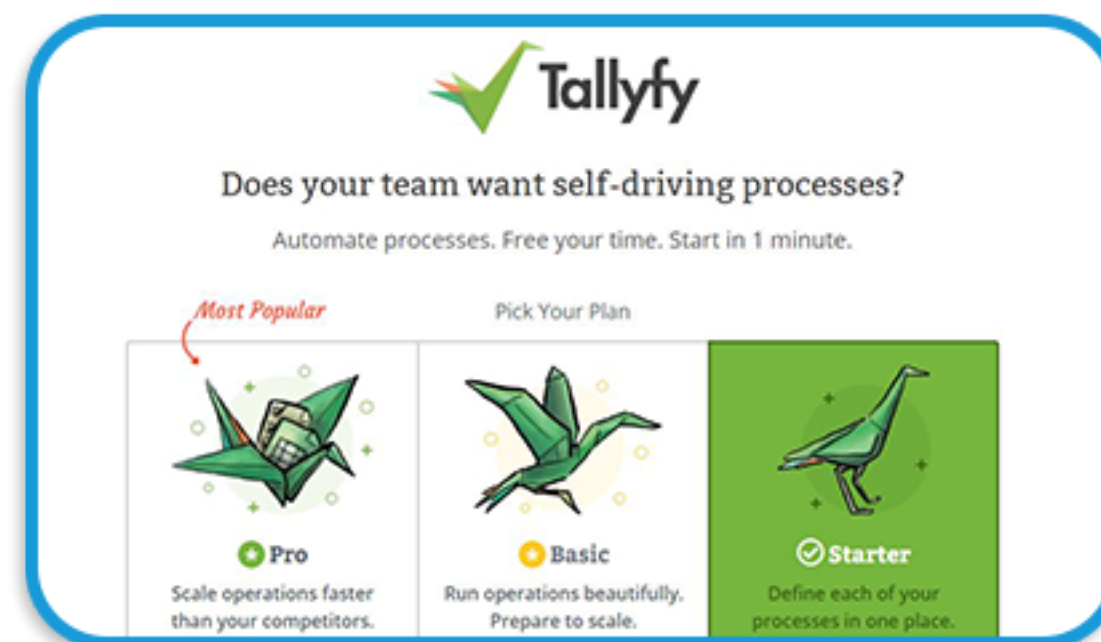 Tallyfy
Does your team want self-driving processes?
Automate processes. Free your time. Start in 1 minute.
Most Popular
Pick Your Plan
Pro
Scale operations faster
than your competitors.
Basic
Run operations beautifully.
Prepare to scale.
Starter
Define each of your
processes in one place.